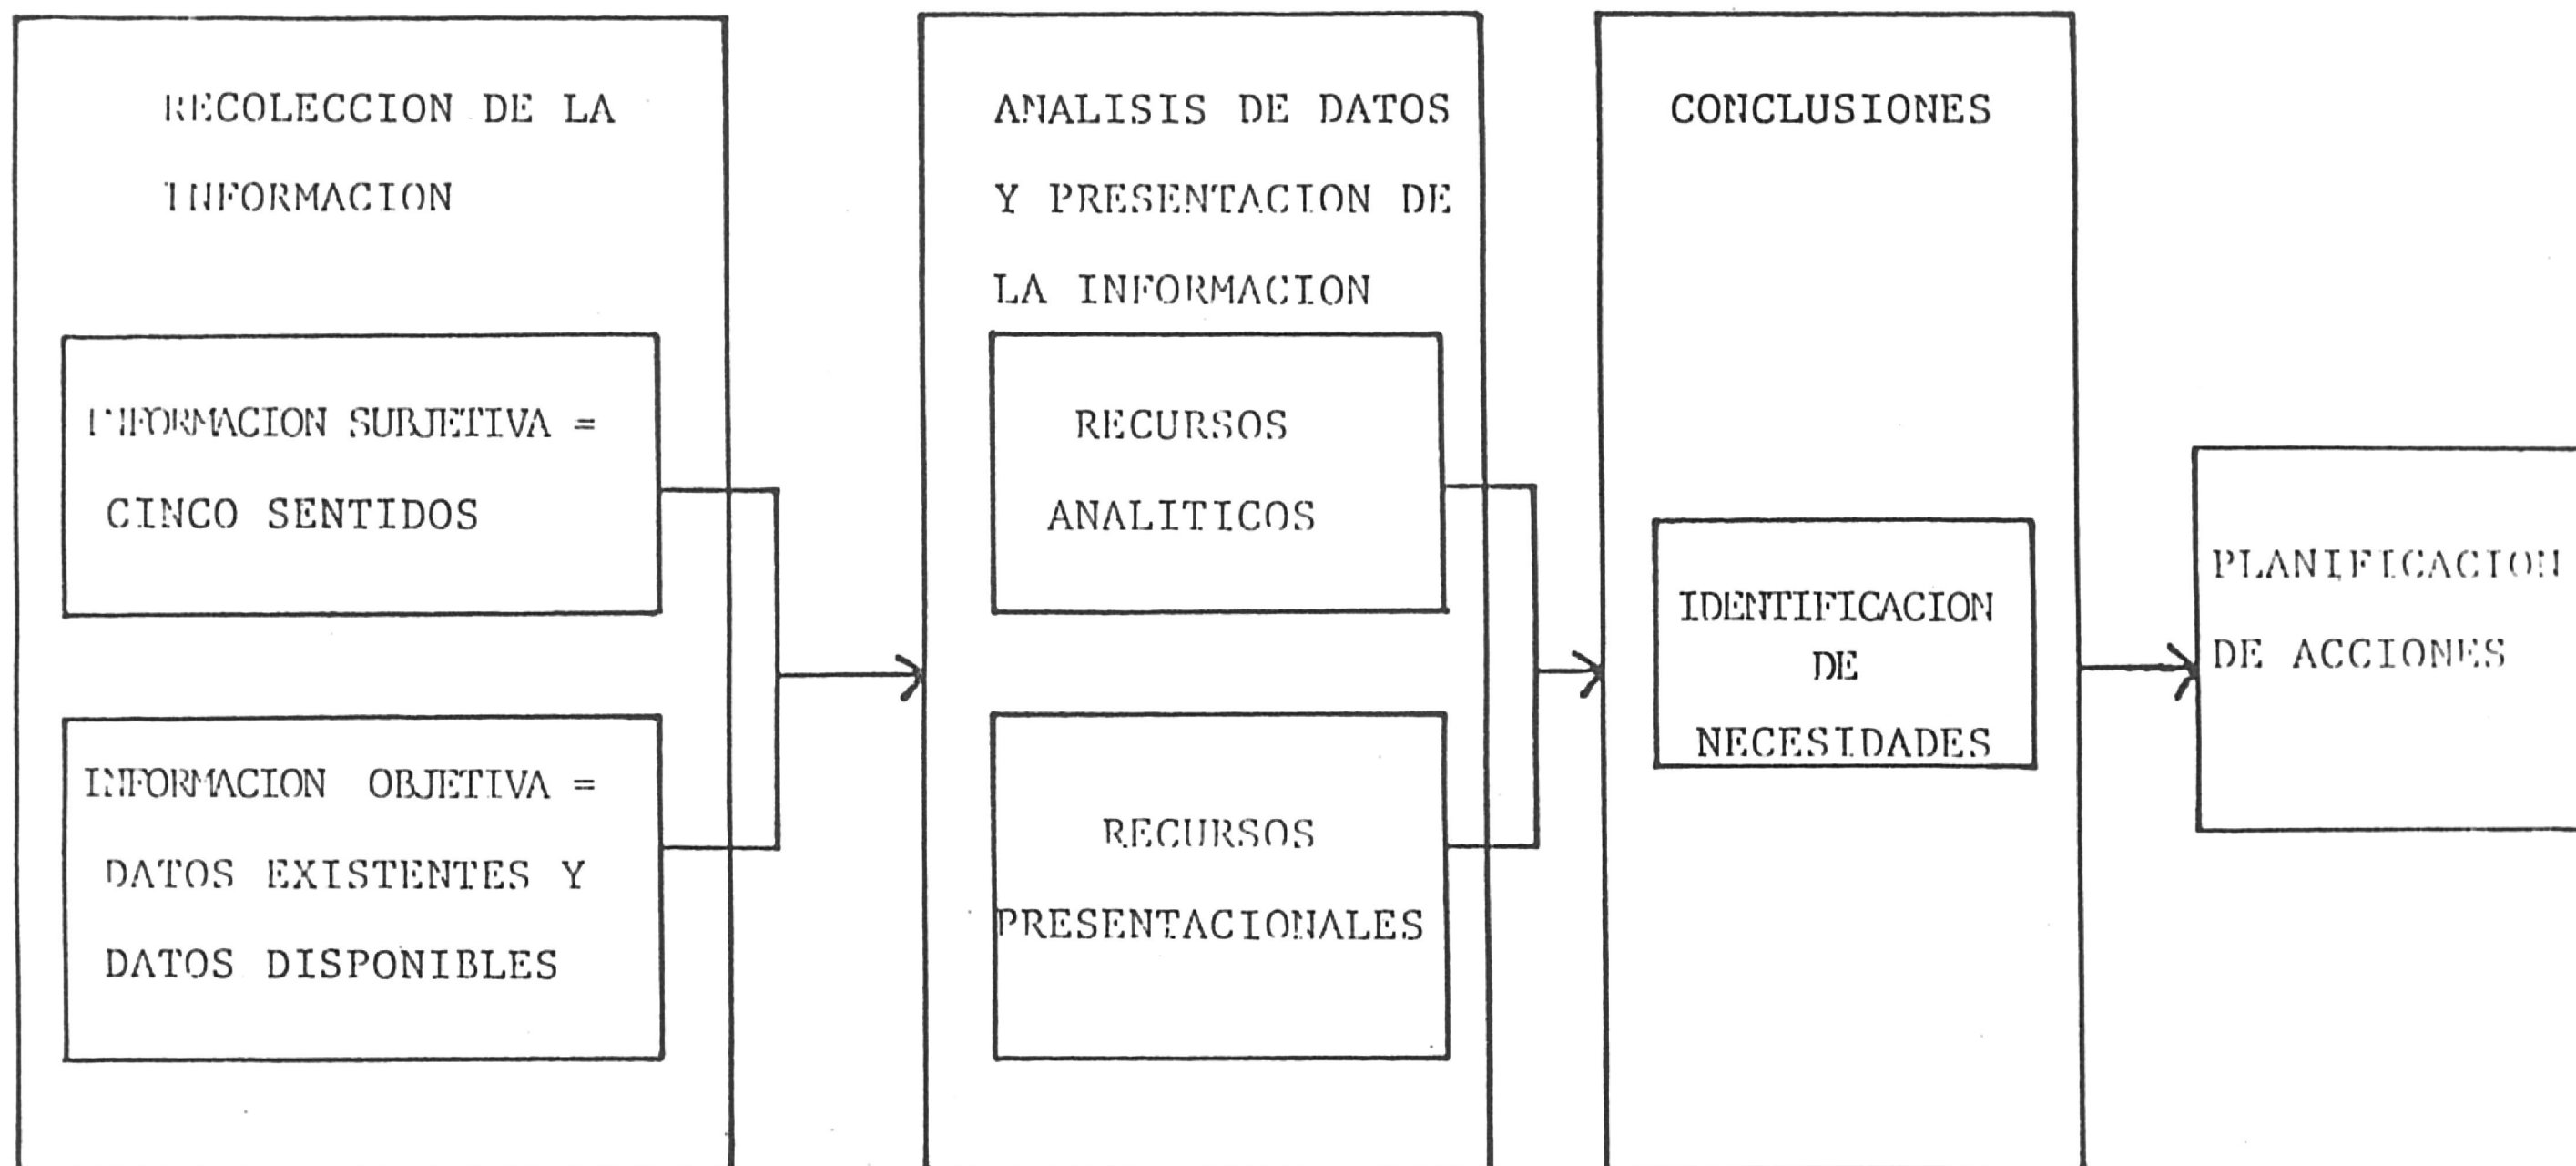 RECOLECCION DE LA
INFORMACION
INFORMACION SUBJETIVA =
CINCO SENTIDOS
INFORMACION OBJETIVA =
DATOS EXISTENTES Y
DATOS DISPONIBLES
ANALISIS DE DATOS
Y PRESENTACION DE
LA INFORMACION
RECURSOS
ANALITICOS
RECURSOS
PRESENTACIONALES
CONCLUSIONES
IDENTIFICACION
DE
NECESIDADES
PLANIFICACION
DE ACCIONES